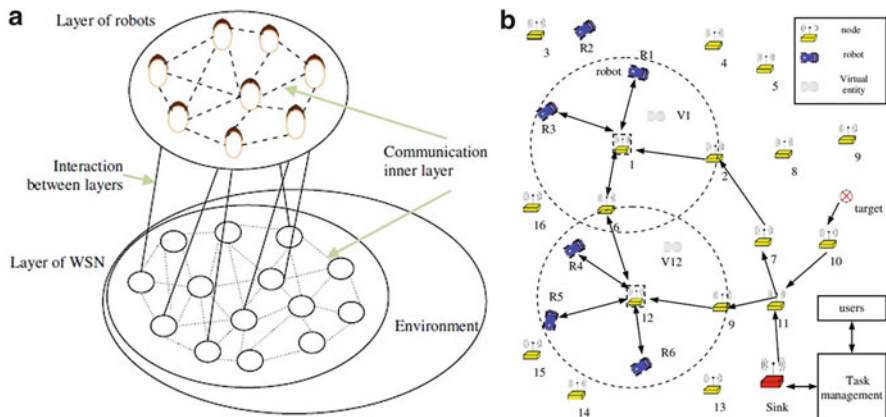 a
Layer of robots
Interaction
between layers
Communication
inner layer
Layer of WSN
Environment
b
3
R2
R1
robot
4
5
node
robot
Virtual
entity
R3
V1
1
2
8
9
16
6
target
7
10
R4
V12
R5
12
9
11
users
R6
15
14
13
Sink
Task
management